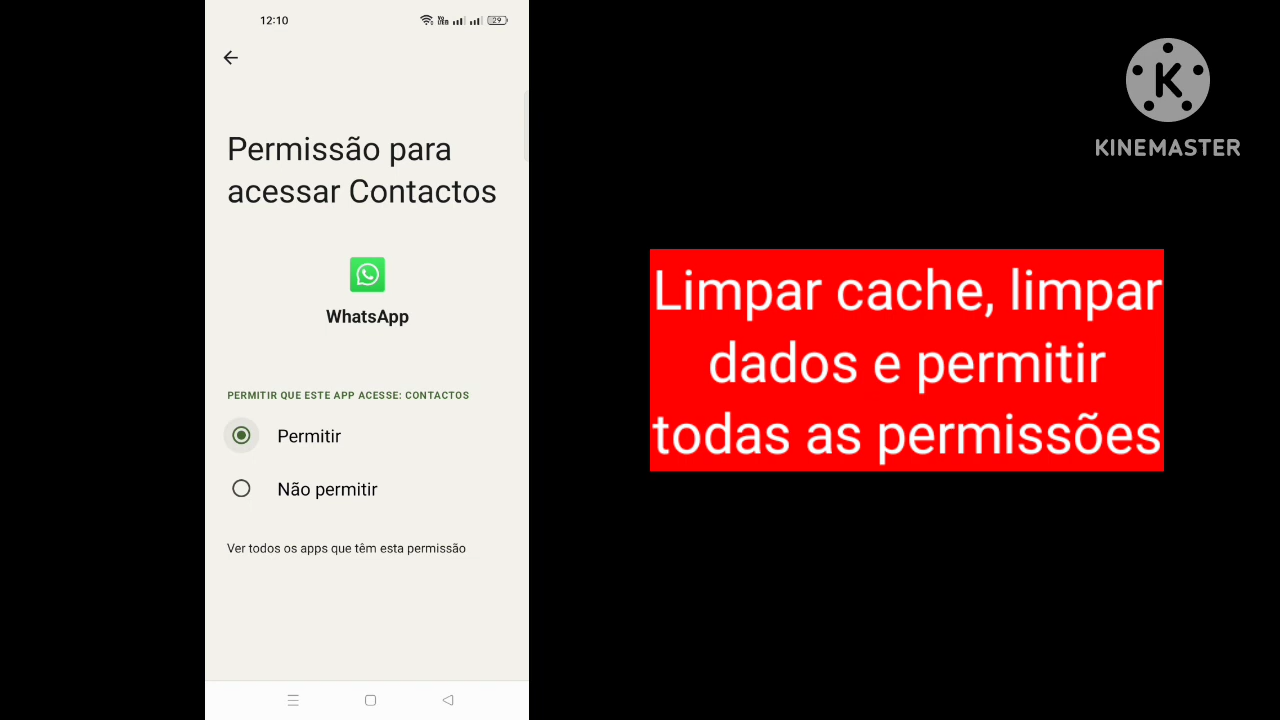 12:10
29
Permissão para
acessar Contactos
WhatsApp
PERMITIR QUE ESTE APP ACESSE: CONTACTOS
Permitir
Não permitir
Ver todos os apps que têm esta permissão
K
KINEMASTER
Limpar cache, limpar
dados e permitir
todas as permissões